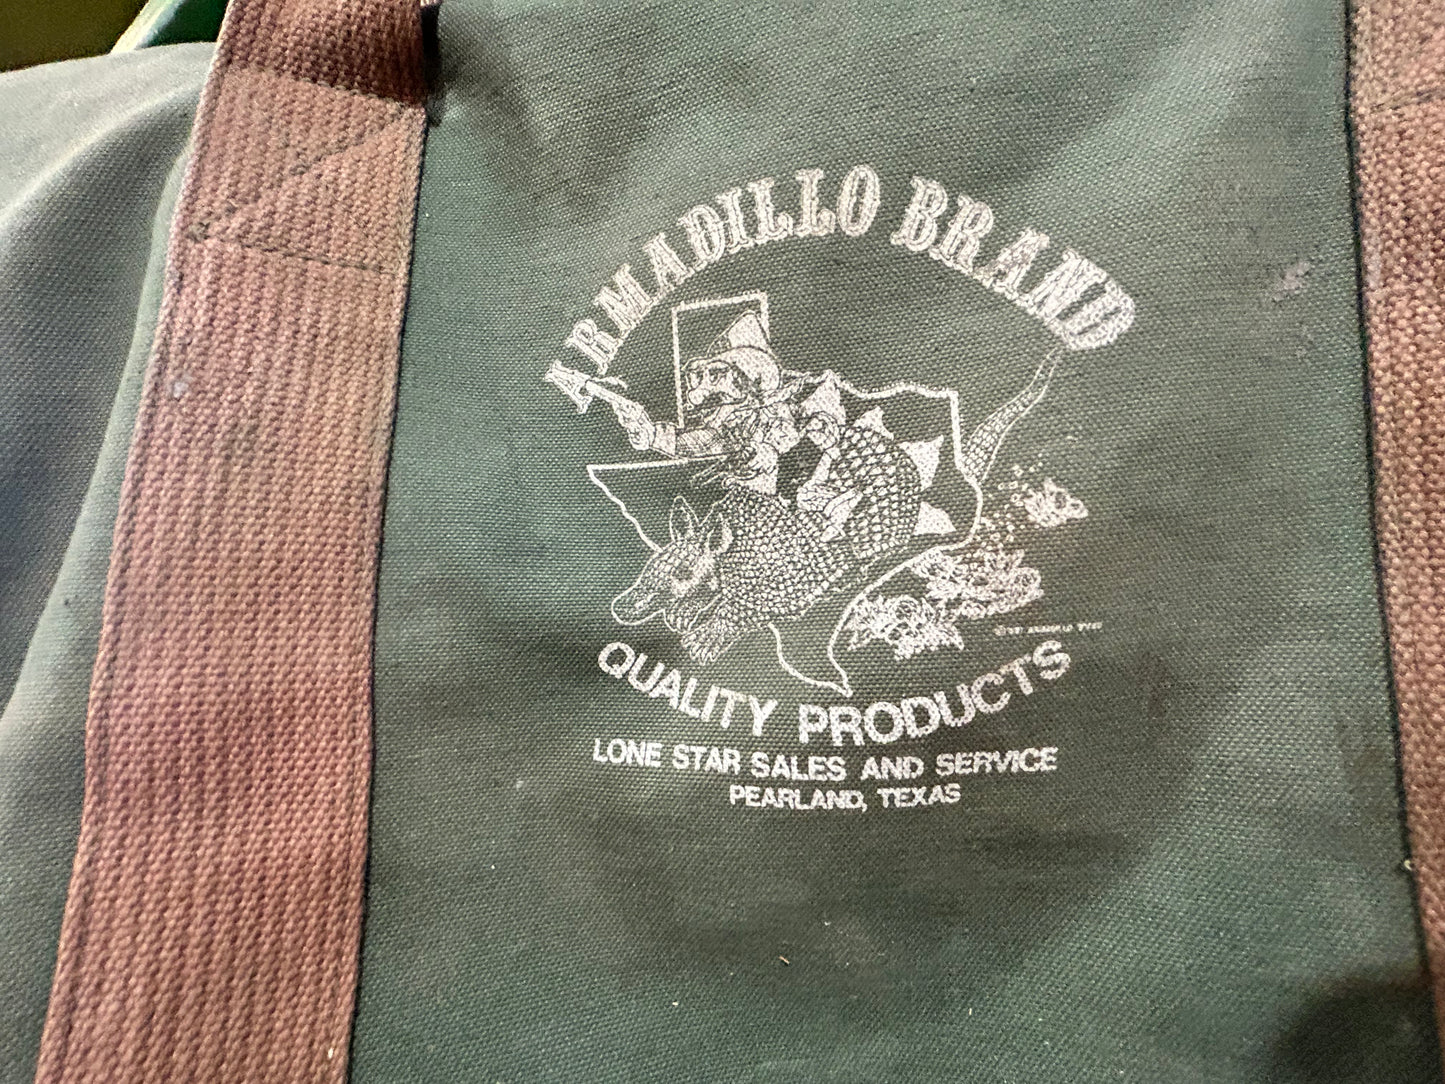 ARMADILLO BRAND
QUALITY PRODUCTS
LONE STAR SALES AND SERVICE
PEARLAND, TEXAS